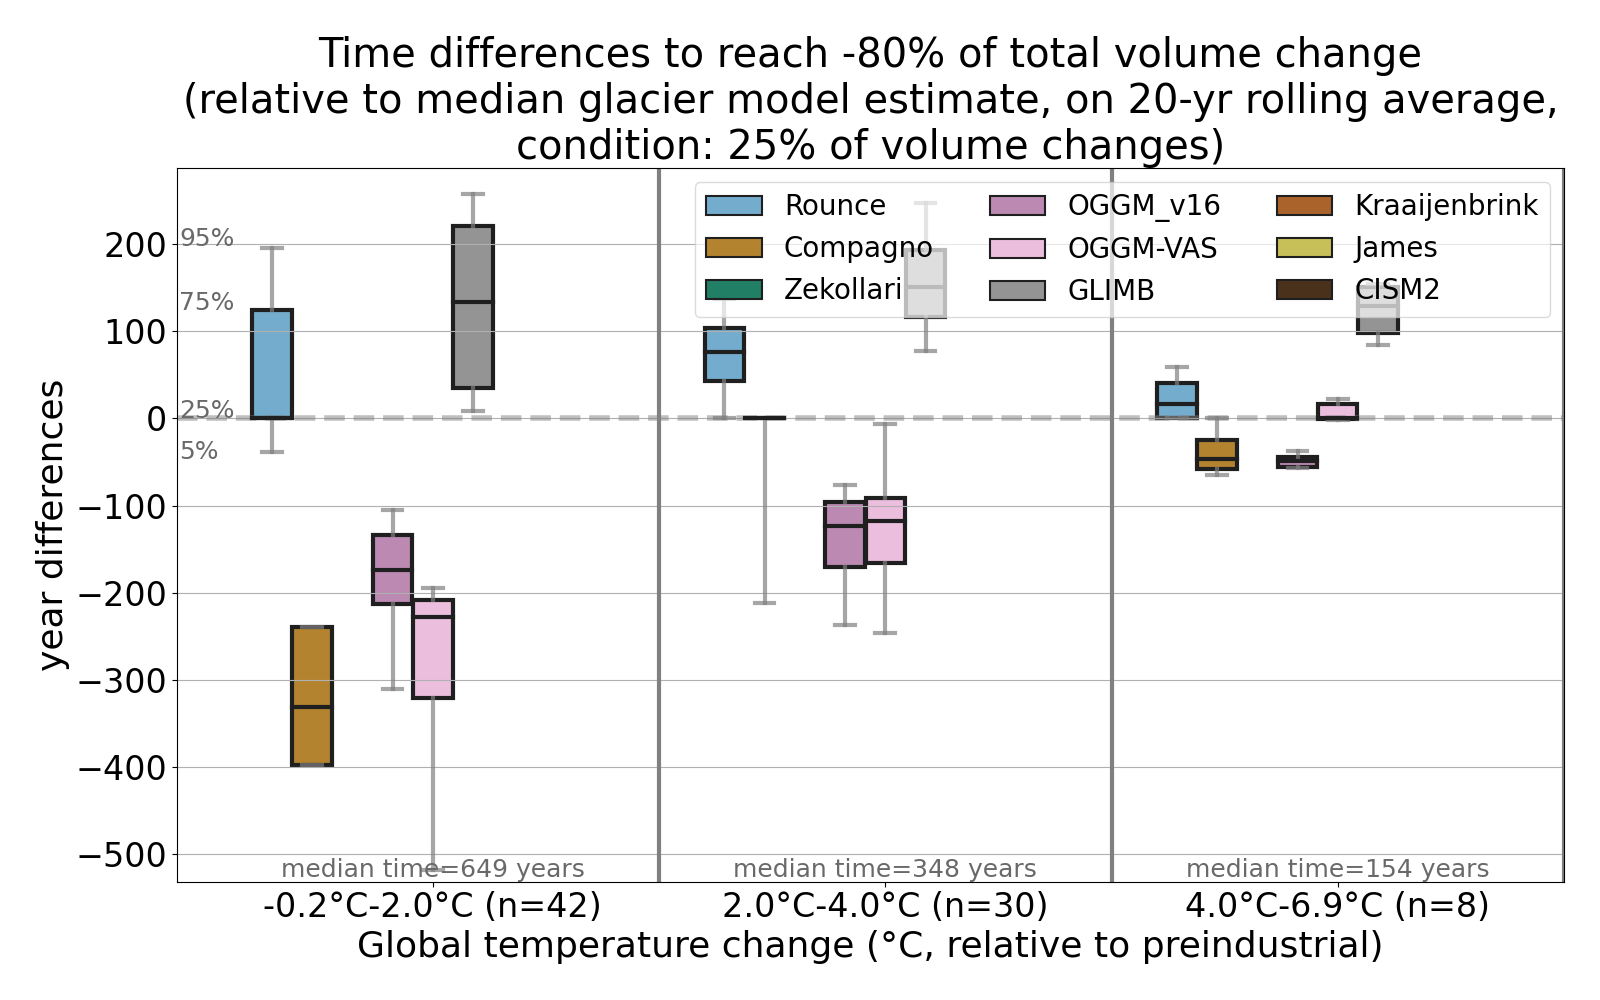 Time differences to reach -80% of total volume change
(relative to median glacier model estimate, on 20-yr rolling average,
condition: 25% of volume changes)
Rounce
Compagno
Zekollari
OGGM_v16
OGGM-VAS
GLIMB
Kraaijenbrink
James
CISM2
95%
75%
25%
5%
year differences
200
100
0
−100
−200
−300
−400
−500
median time=649 years
median time=348 years
median time=154 years
-0.2°C-2.0°C (n=42)
2.0°C-4.0°C (n=30)
4.0°C-6.9°C (n=8)
Global temperature change (°C, relative to preindustrial)